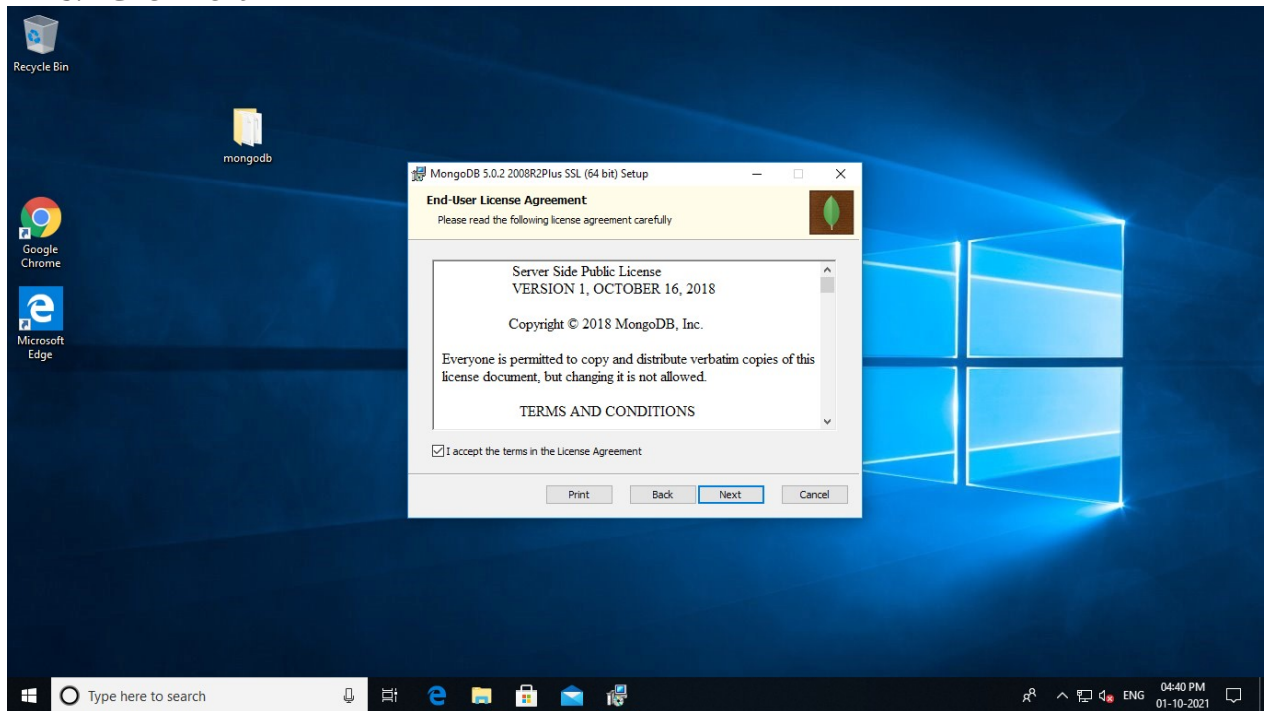 Recycle Bin
mongodb
Google
Chrome
Microsoft
Edge
MongoDB 5.0.2 2008R2Plus SSL (64 bit) Setup
End-User License Agreement
Please read the following license agreement carefully
Server Side Public License
VERSION 1, OCTOBER 16, 2018
Copyright © 2018 MongoDB, Inc.
Everyone is permitted to copy and distribute verbatim copies of this
license document, but changing it is not allowed.
TERMS AND CONDITIONS
I accept the terms in the License Agreement
Print Back Next Cancel
Type here to search
ENG
04:40 PM
01-10-2021